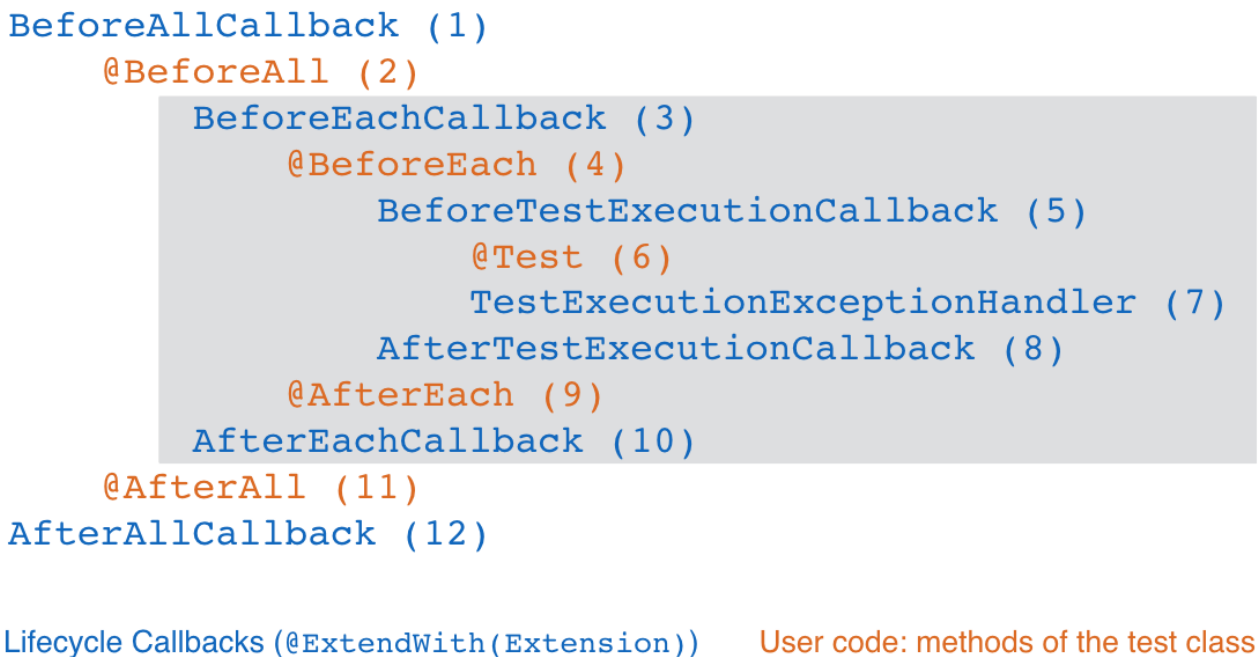 BeforeAllCallback (1)
@BeforeAll (2)
BeforeEachCallback (3)
@BeforeEach (4)
BeforeTestExecutionCallback (5)
@Test (6)
TestExecutionExceptionHandler (7)
AfterTestExecutionCallback (8)
@AfterEach (9)
AfterEachCallback (10)
@AfterAll (11)
AfterAllCallback (12)
Lifecycle Callbacks (@ExtendWith(Extension)) User code: methods of the test class